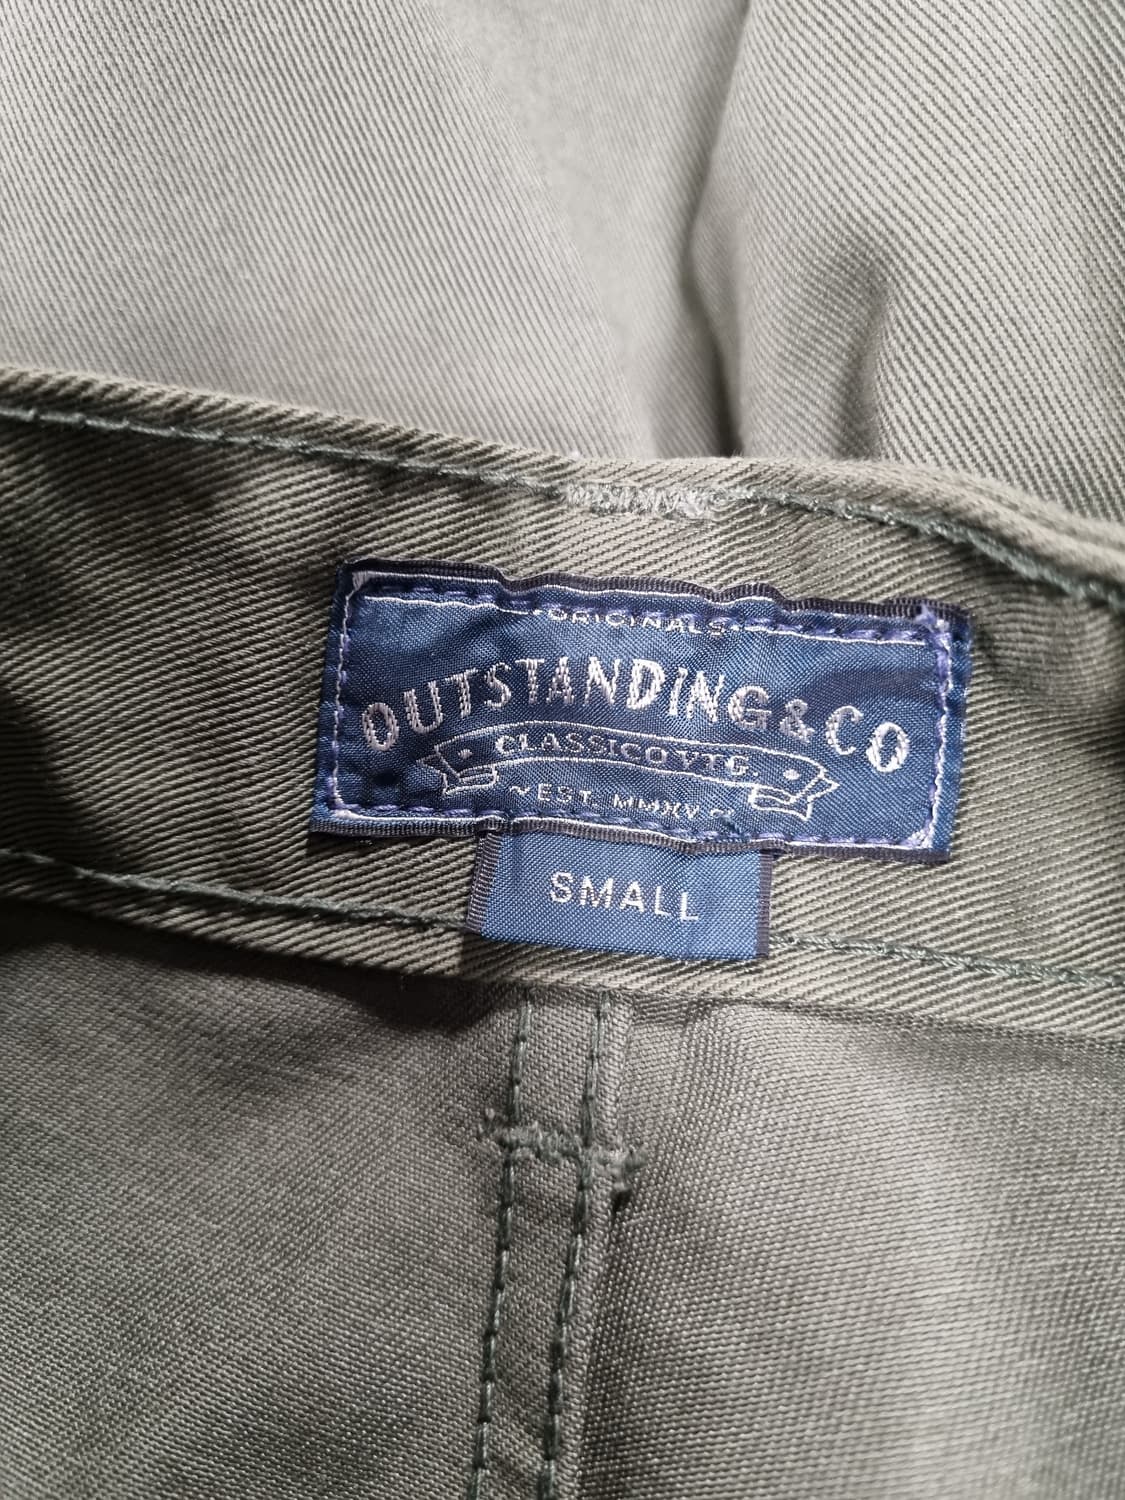 ·ORIGINALS·
OUTSTANDING & CO
CLASSICO VTG.
~EST. MMXV~
SMALL